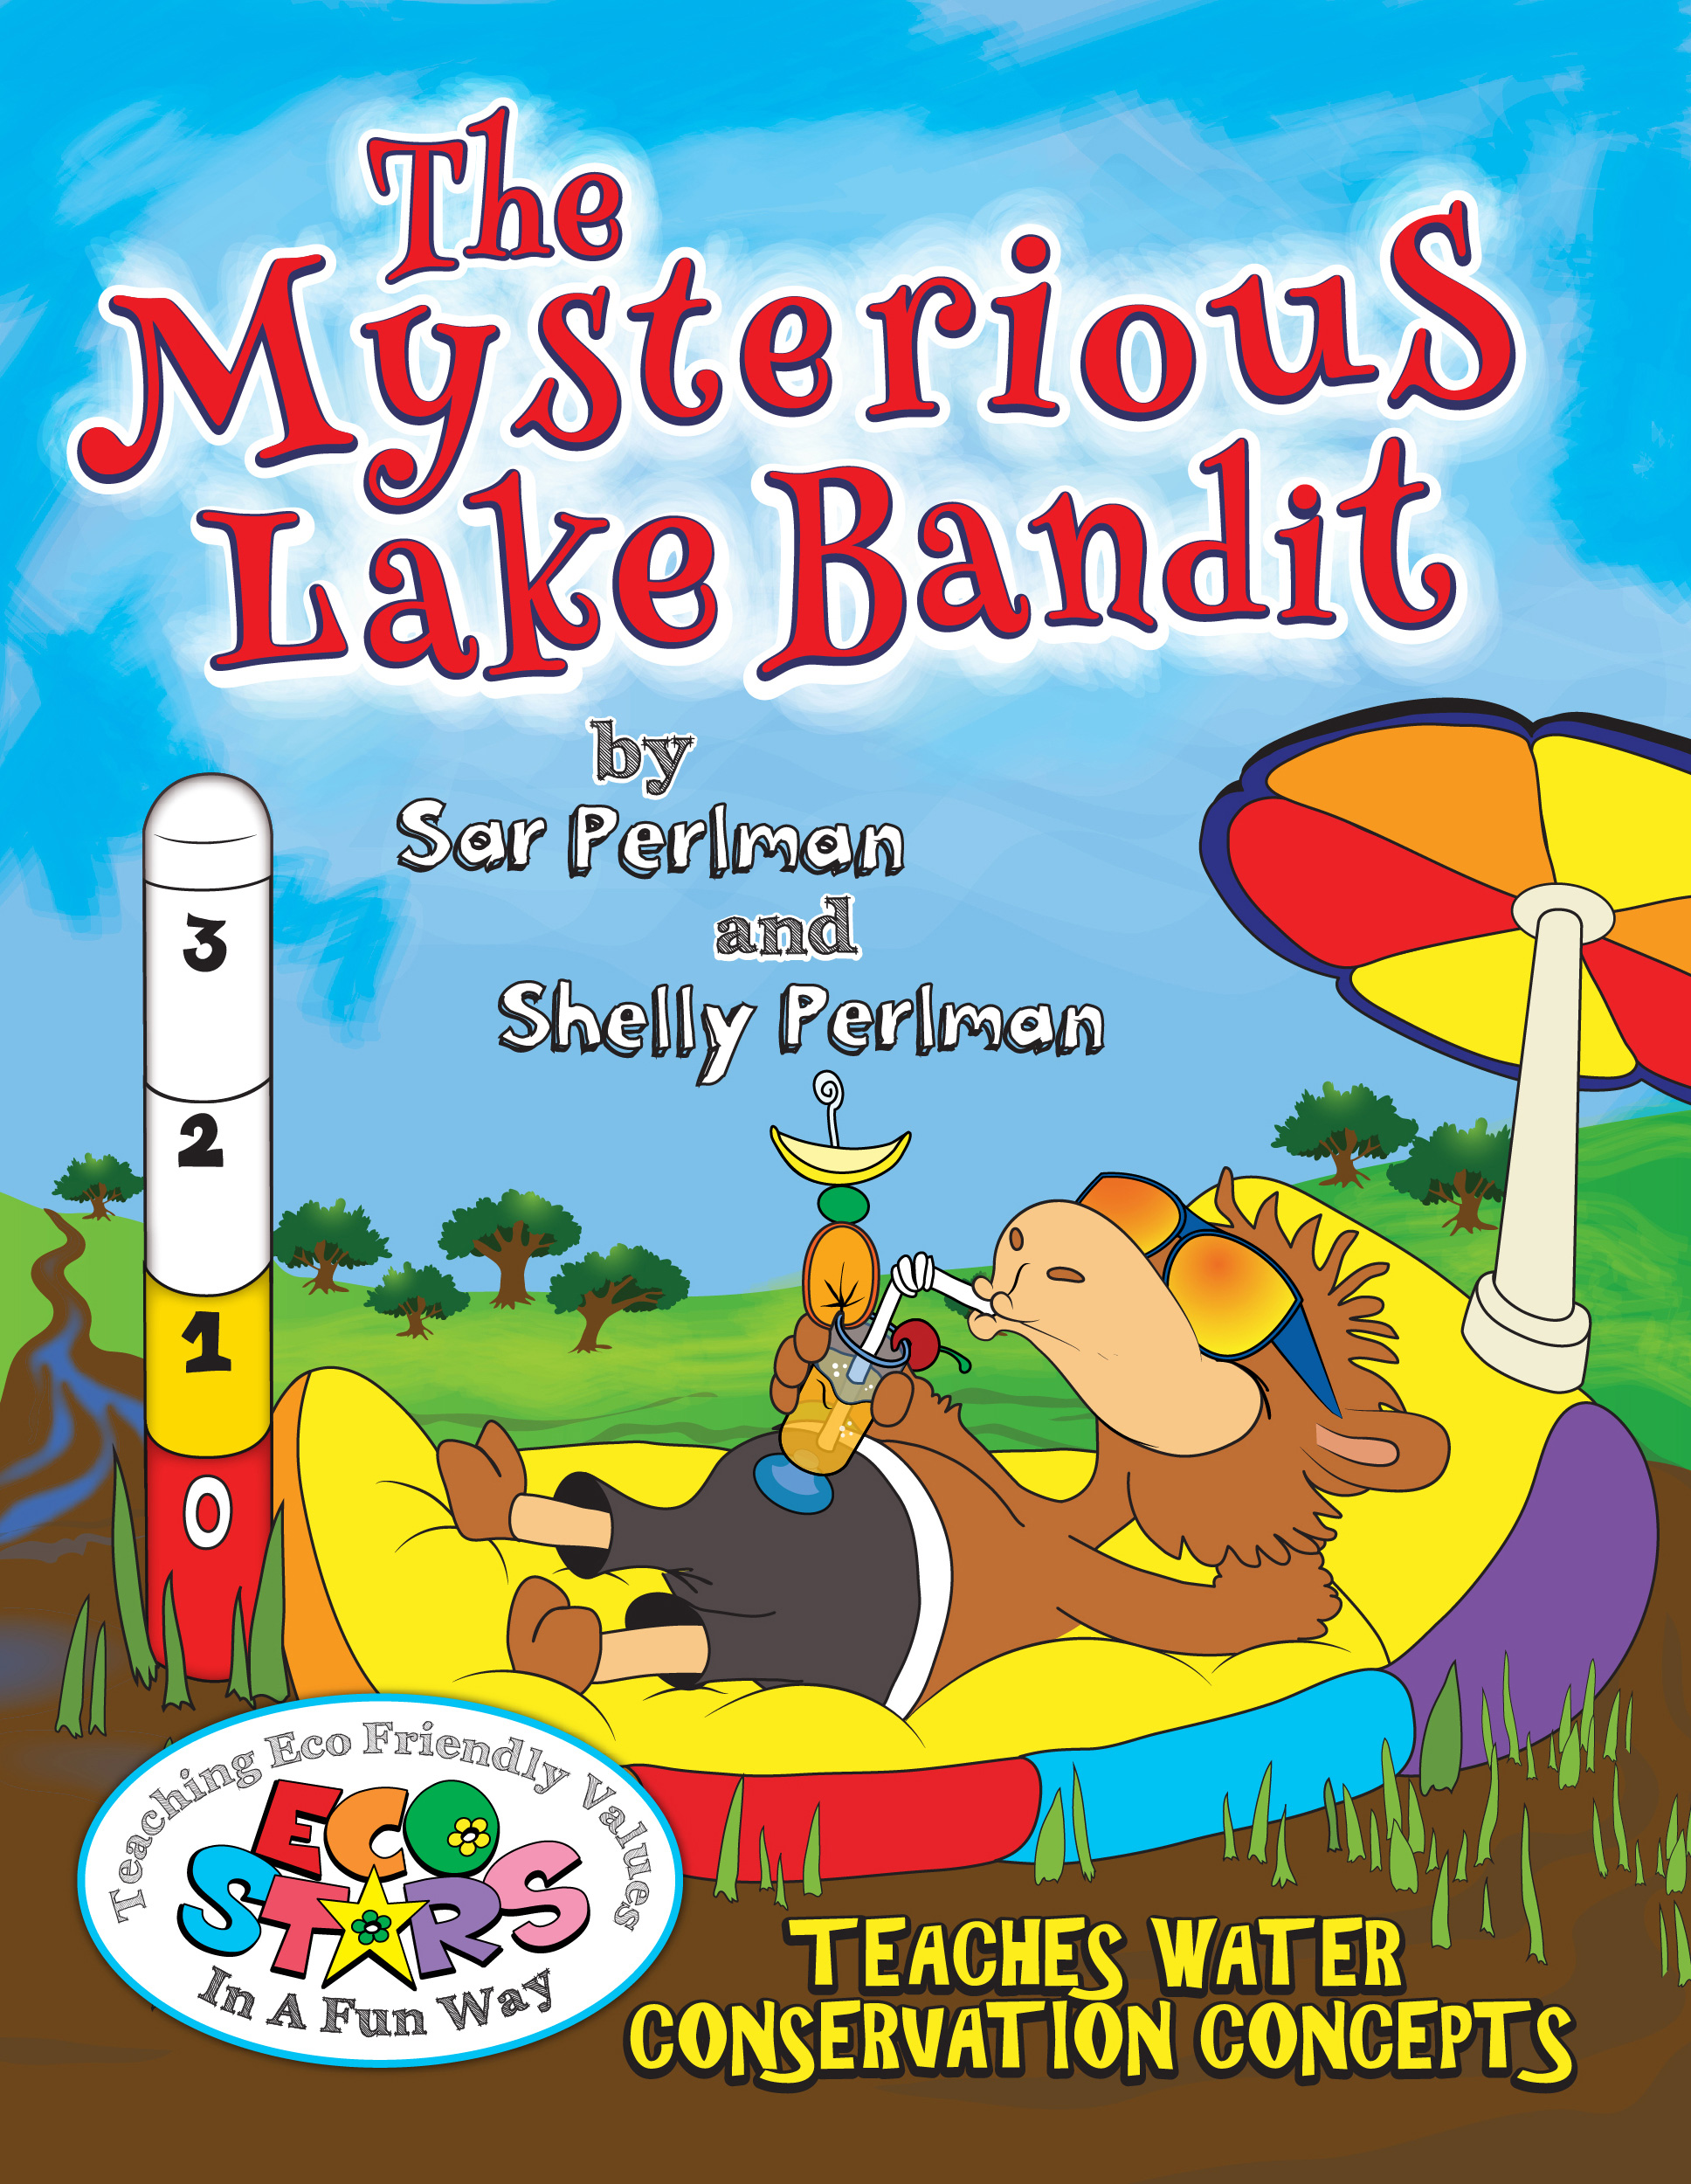 The
Mysterious
Lake Bandit
by
Sar Perlman
and
Shelly Perlman
3
2
1
0
Teaching Eco Friendly Values
ECO
STARS
In A Fun Way
TEACHES WATER
CONSERVATION CONCEPTS